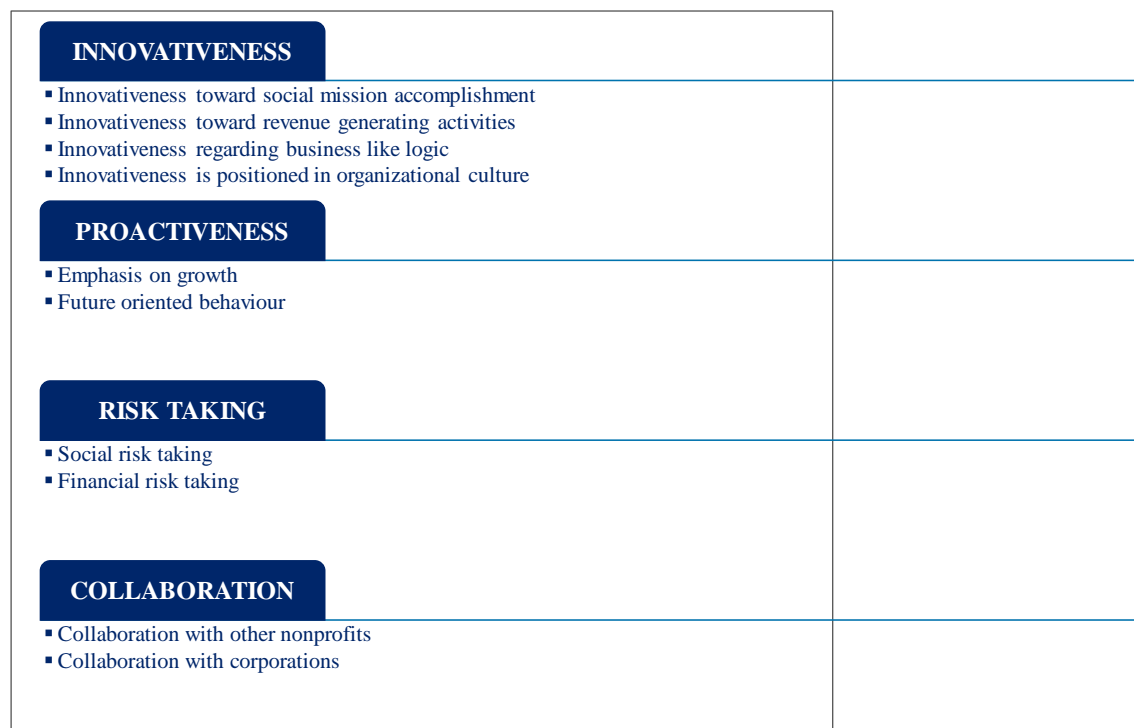 INNOVATIVENESS
▪ Innovativeness toward social mission accomplishment
▪ Innovativeness toward revenue generating activities
▪ Innovativeness regarding business like logic
▪ Innovativeness is positioned in organizational culture
PROACTIVENESS
▪ Emphasis on growth
▪ Future oriented behaviour
RISK TAKING
▪ Social risk taking
▪ Financial risk taking
COLLABORATION
▪ Collaboration with other nonprofits
▪ Collaboration with corporations